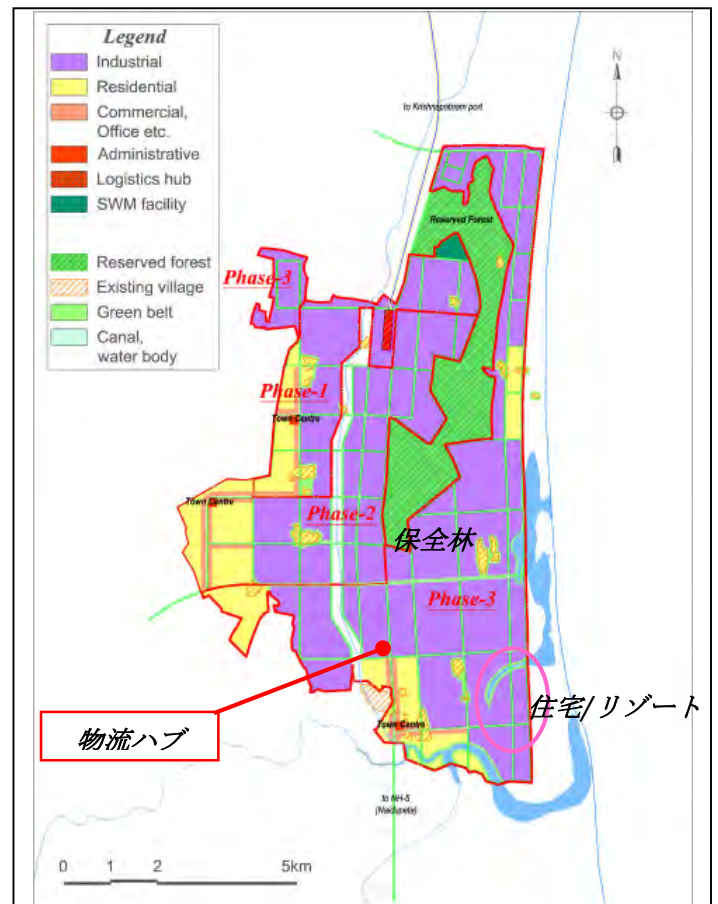 Legend
Industrial
Residential
Commercial,
Office etc.
Administrative
Logistics hub
SWM facility
Reserved forest
Existing village
Green belt
Canal,
water body
N
to Krishnapatnam port
Reserved Forest
Phase-3
Phase-1
Town Centre
Town Centre
Phase-2
保全林
Phase-3
住宅/リゾート
物流ハブ
Town Centre
to NH-5
(Naidupeta)
0 1 2 5km